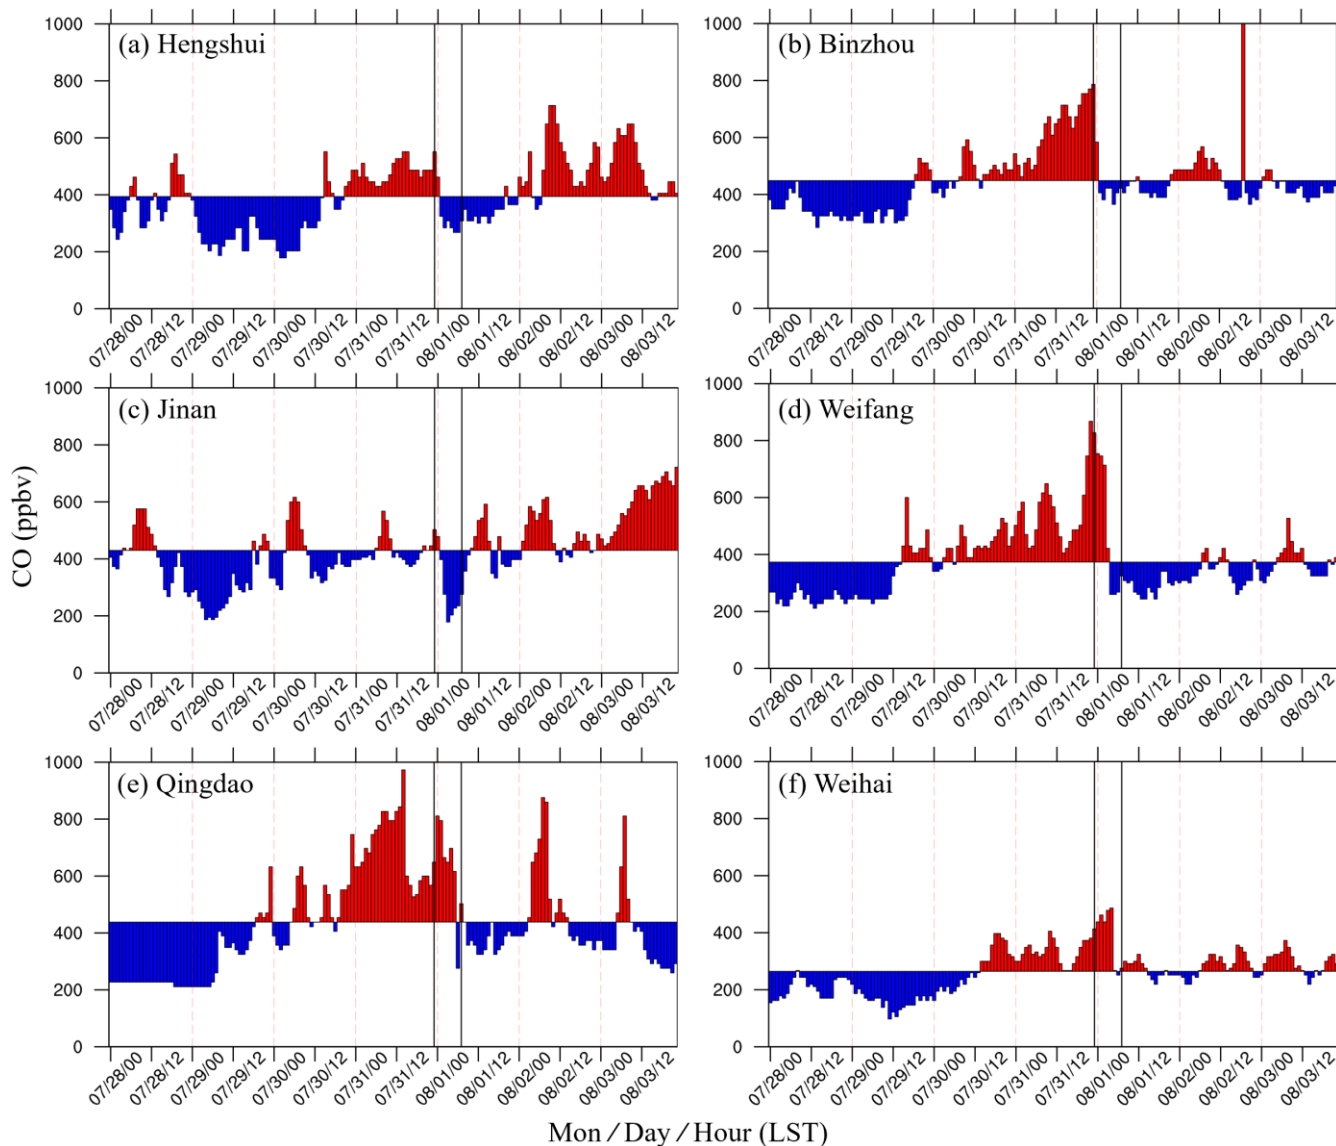 (a) Hengshui
1000
800
600
400
200
0
07/28/00 07/28/12 07/29/00 07/29/12 07/30/00 07/30/12 07/31/00 07/31/12 08/01/00 08/01/12 08/02/00 08/02/12 08/03/00 08/03/12
(b) Binzhou
1000
800
600
400
200
0
07/28/00 07/28/12 07/29/00 07/29/12 07/30/00 07/30/12 07/31/00 07/31/12 08/01/00 08/01/12 08/02/00 08/02/12 08/03/00 08/03/12
(c) Jinan
1000
800
600
400
200
0
07/28/00 07/28/12 07/29/00 07/29/12 07/30/00 07/30/12 07/31/00 07/31/12 08/01/00 08/01/12 08/02/00 08/02/12 08/03/00 08/03/12
(d) Weifang
1000
800
600
400
200
0
07/28/00 07/28/12 07/29/00 07/29/12 07/30/00 07/30/12 07/31/00 07/31/12 08/01/00 08/01/12 08/02/00 08/02/12 08/03/00 08/03/12
CO (ppbv)
(e) Qingdao
1000
800
600
400
200
0
07/28/00 07/28/12 07/29/00 07/29/12 07/30/00 07/30/12 07/31/00 07/31/12 08/01/00 08/01/12 08/02/00 08/02/12 08/03/00 08/03/12
(f) Weihai
1000
800
600
400
200
0
07/28/00 07/28/12 07/29/00 07/29/12 07/30/00 07/30/12 07/31/00 07/31/12 08/01/00 08/01/12 08/02/00 08/02/12 08/03/00 08/03/12
Mon / Day / Hour (LST)